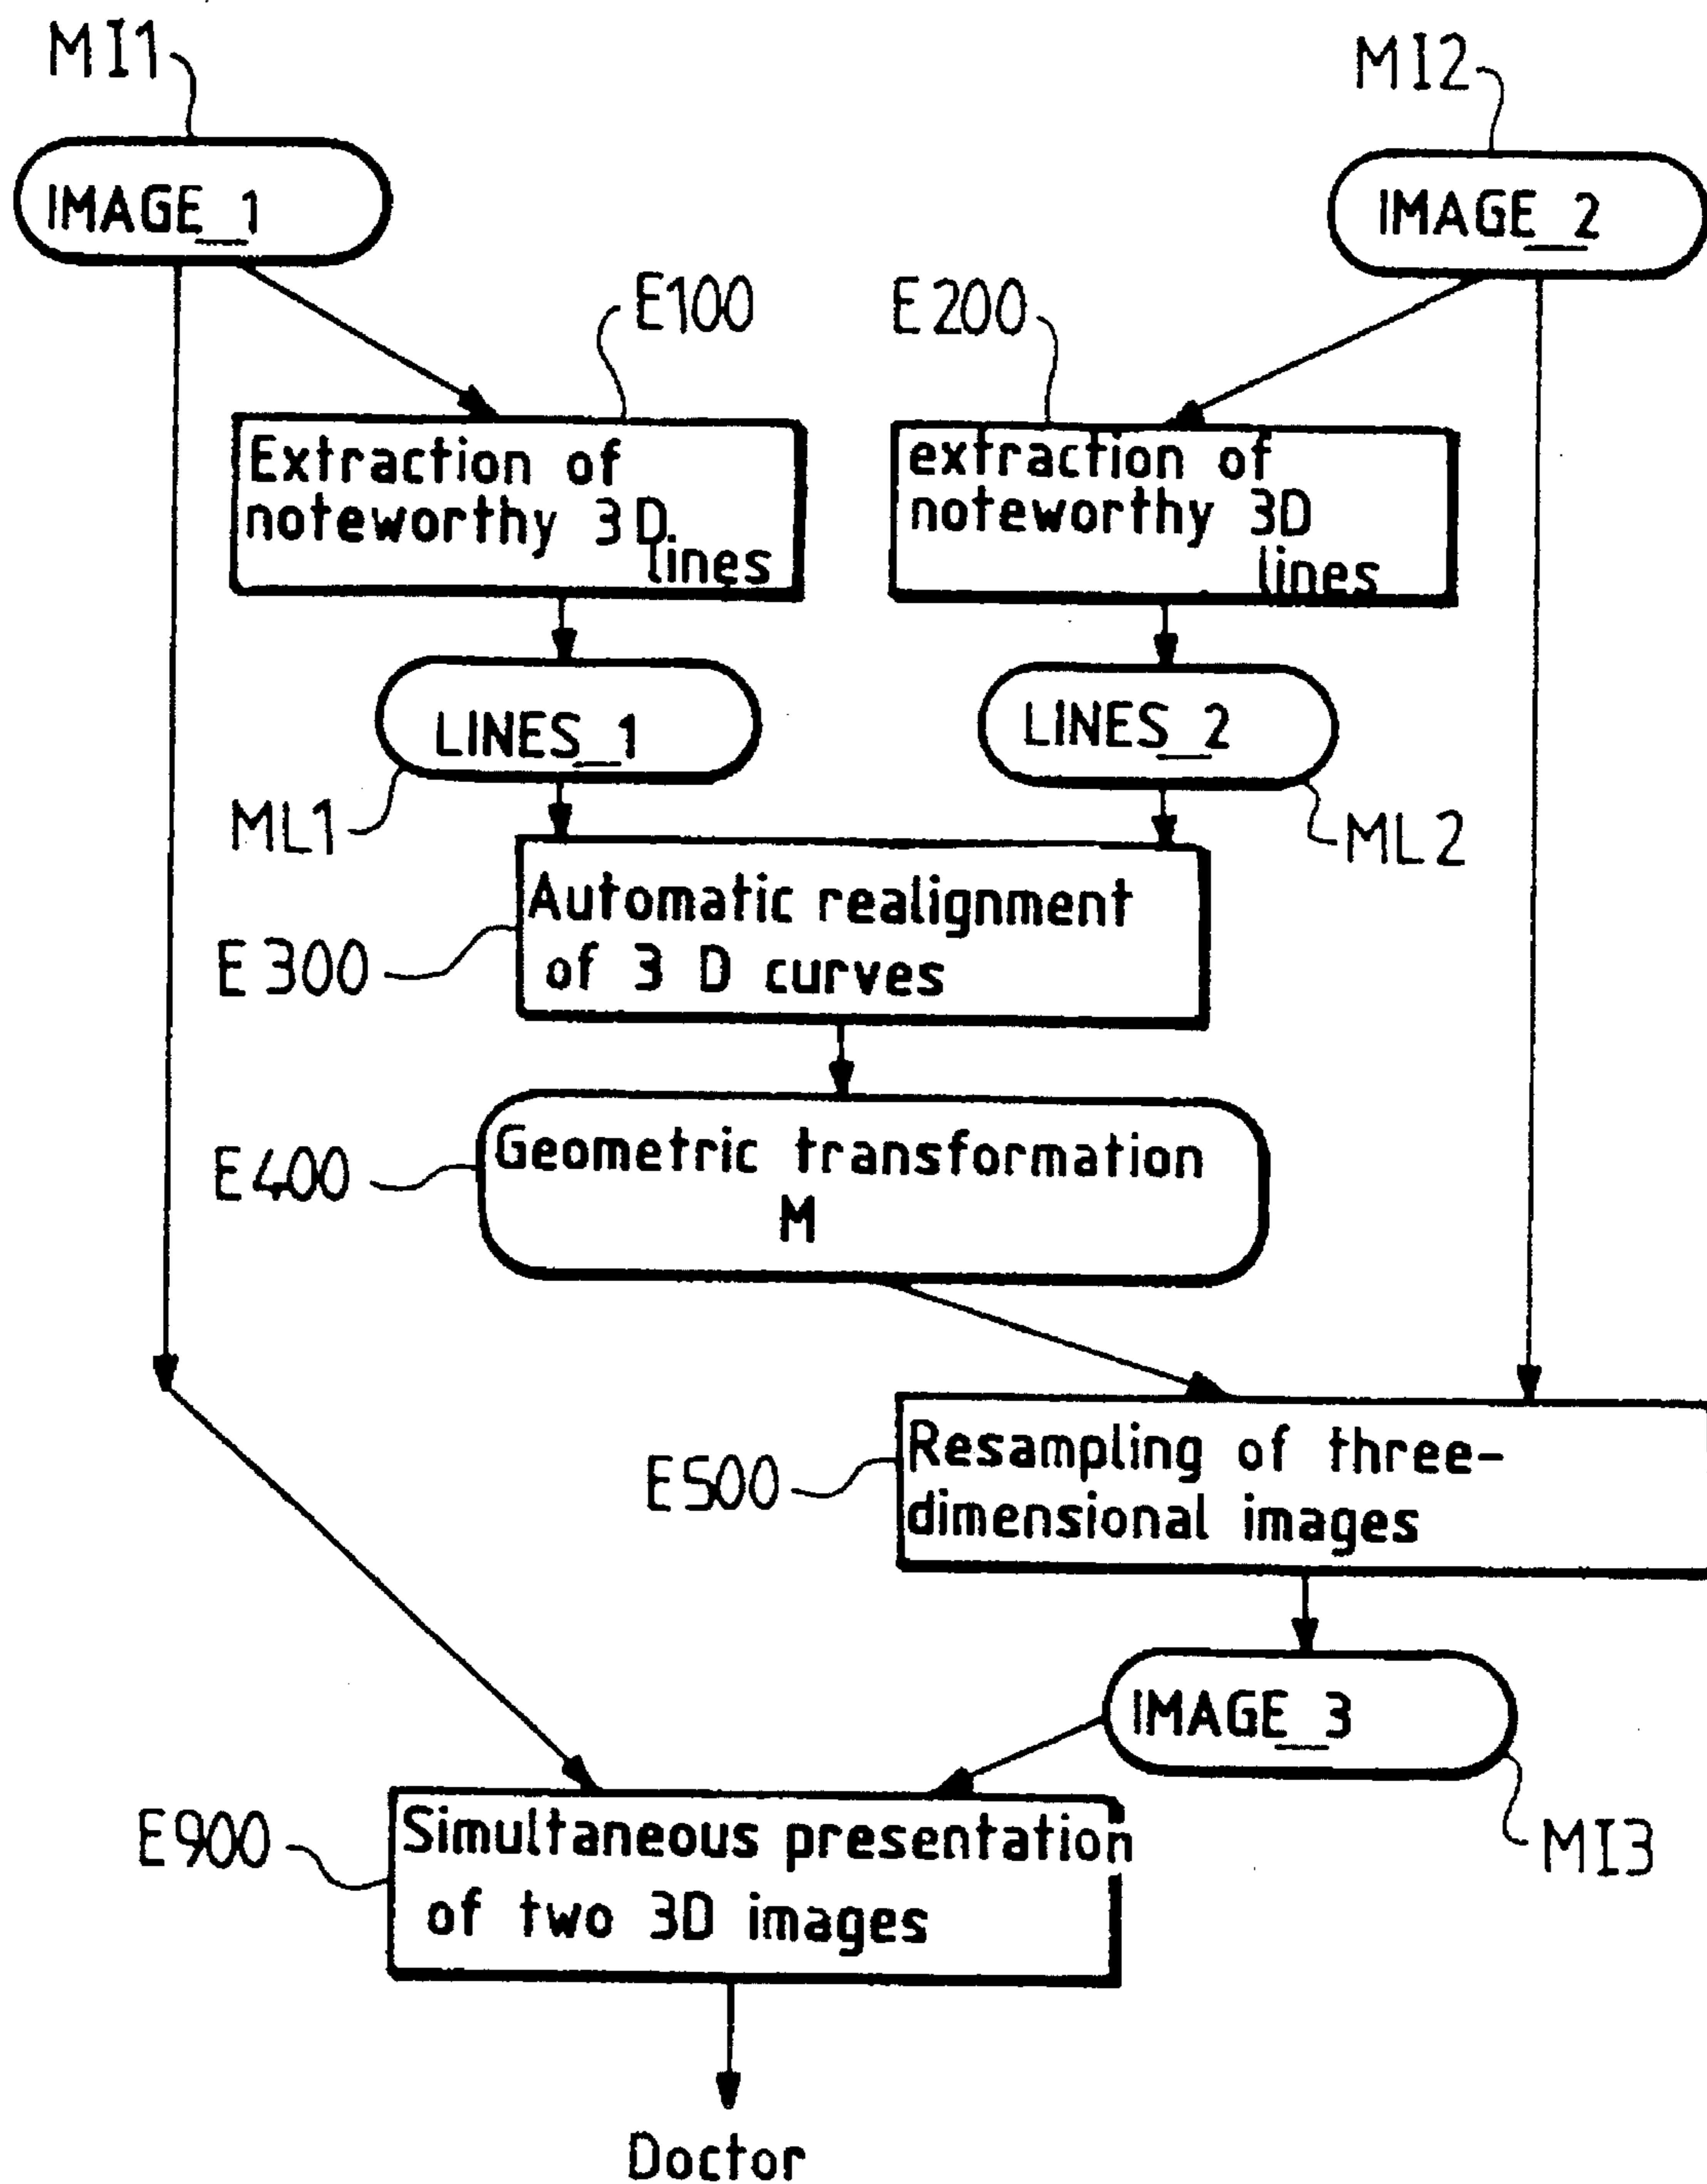 MI1
MI2
IMAGE_1
IMAGE_2
E100
E200
Extraction of
noteworthy 3D
lines
extraction of
noteworthy 3D
lines
LINES_1
LINES_2
ML1
ML2
Automatic realignment
of 3 D curves
E300
Geometric transformation
M
E400
Resampling of three-
dimensional images
E500
IMAGE_3
MI3
Simultaneous presentation
of two 3D images
E900
Doctor